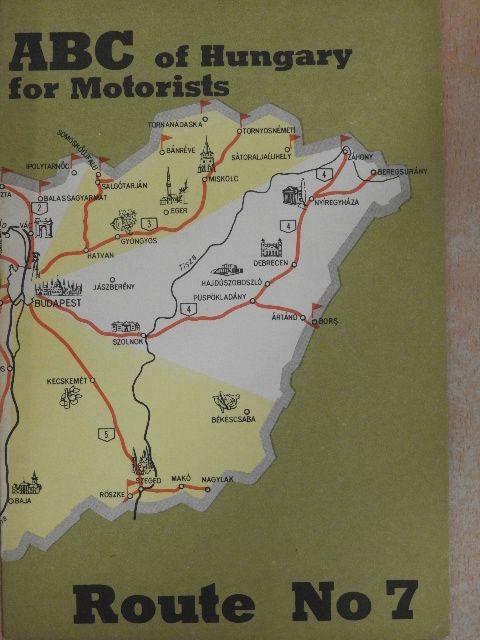 ABC of Hungary
for Motorists
TORNANÁDASKA
TORNYOSNÉMETI
SOMOSKŐÚJFALU
IPOLYTARNÓC
BÁNRÉVE
SÁTORALJAÚJHELY
ZÁHONY
BEREGSURÁNY
4
SALGÓTARJÁN
MISKOLC
ZTA
2
BALASSAGYARMAT
NYÍREGYHÁZA
EGER
VÁ
3
4
GYÖNGYÖS
HATVAN
DEBRECEN
Tisza
HAJDÚSZOBOSZLÓ
JÁSZBERÉNY
PÜSPÖKLADÁNY
BUDAPEST
4
ÁRTÁND
BORS
SZOLNOK
KECSKEMÉT
BÉKÉSCSABA
5
SZEGED
MAKÓ
NAGYLAK
RÖSZKE
BAJA
Route No 7